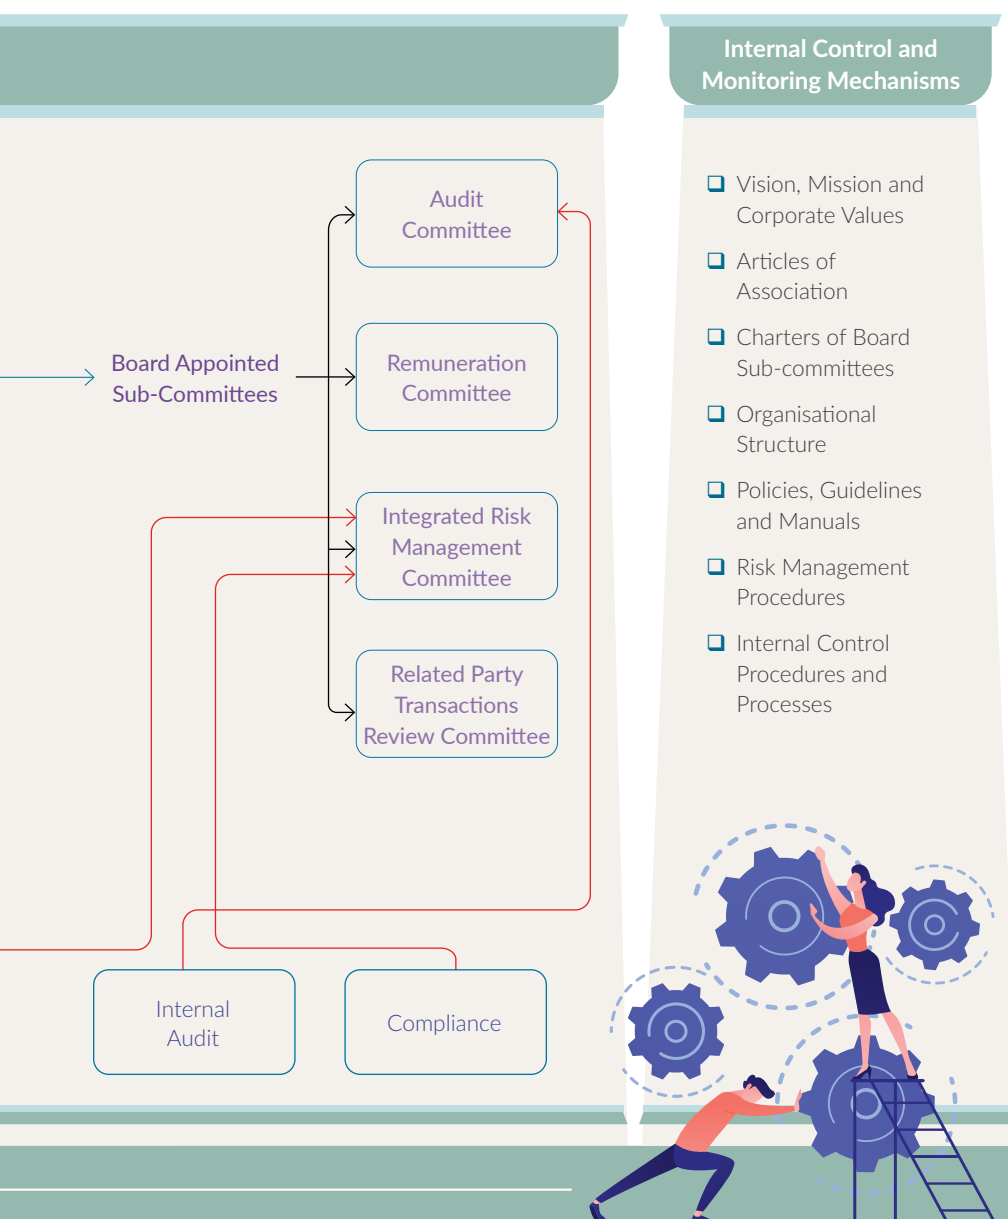 Internal Control and
Monitoring Mechanisms
Audit
Committee
Board Appointed
Sub-Committees
Remuneration
Committee
Integrated Risk
Management
Committee
Related Party
Transactions
Review Committee
Internal
Audit
Compliance
Vision, Mission and
Corporate Values
Articles of
Association
Charters of Board
Sub-committees
Organisational
Structure
Policies, Guidelines
and Manuals
Risk Management
Procedures
Internal Control
Procedures and
Processes